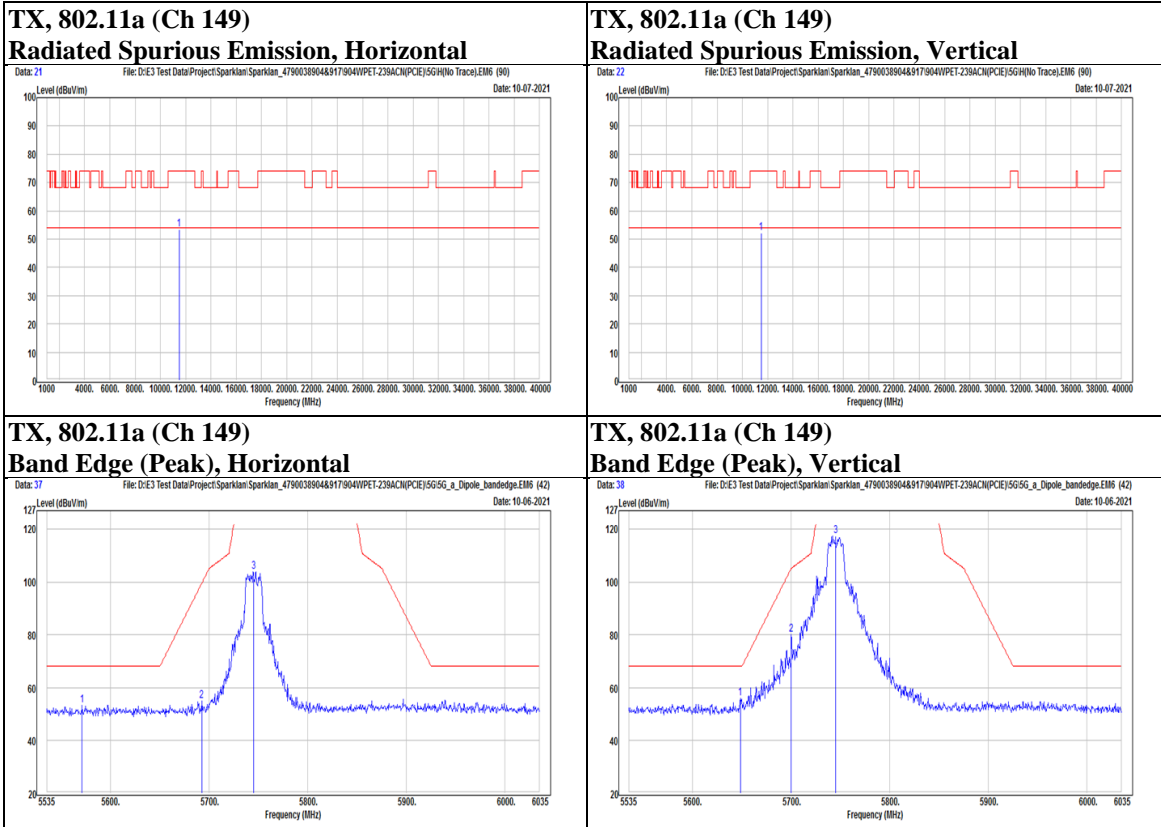 TX, 802.11a (Ch 149)
Radiated Spurious Emission, Horizontal
Data: 21 File: D:\E3 Test Data\Project\Sparklan\Sparklan_4790038904&917\904WPET-239ACN(PCIE)\5G\H(No Trace).EM6 (90)
100 Level (dBuV/m) Date: 10-07-2021
90
80
70
60
1
50
40
30
20
10
0
1000 4000. 6000. 8000. 10000. 12000. 14000. 16000. 18000. 20000. 22000. 24000. 26000. 28000. 30000. 32000. 34000. 36000. 38000. 40000
Frequency (MHz)
TX, 802.11a (Ch 149)
Radiated Spurious Emission, Vertical
Data: 22 File: D:\E3 Test Data\Project\Sparklan\Sparklan_4790038904&917\904WPET-239ACN(PCIE)\5G\H(No Trace).EM6 (90)
100 Level (dBuV/m) Date: 10-07-2021
90
80
70
60
1
50
40
30
20
10
0
1000 4000. 6000. 8000. 10000. 12000. 14000. 16000. 18000. 20000. 22000. 24000. 26000. 28000. 30000. 32000. 34000. 36000. 38000. 40000
Frequency (MHz)
TX, 802.11a (Ch 149)
Band Edge (Peak), Horizontal
Data: 37 File: D:\E3 Test Data\Project\Sparklan\Sparklan_4790038904&917\904WPET-239ACN(PCIE)\5G\5G_a_Dipole_bandedge.EM6 (42)
127 Level (dBuV/m) Date: 10-06-2021
120
3
100
80
60
1 2
40
20
5535 5600. 5700. 5800. 5900. 6000. 6035
Frequency (MHz)
TX, 802.11a (Ch 149)
Band Edge (Peak), Vertical
Data: 38 File: D:\E3 Test Data\Project\Sparklan\Sparklan_4790038904&917\904WPET-239ACN(PCIE)\5G\5G_a_Dipole_bandedge.EM6 (42)
127 Level (dBuV/m) Date: 10-06-2021
120 3
100
2
80
60 1
40
20
5535 5600. 5700. 5800. 5900. 6000. 6035
Frequency (MHz)